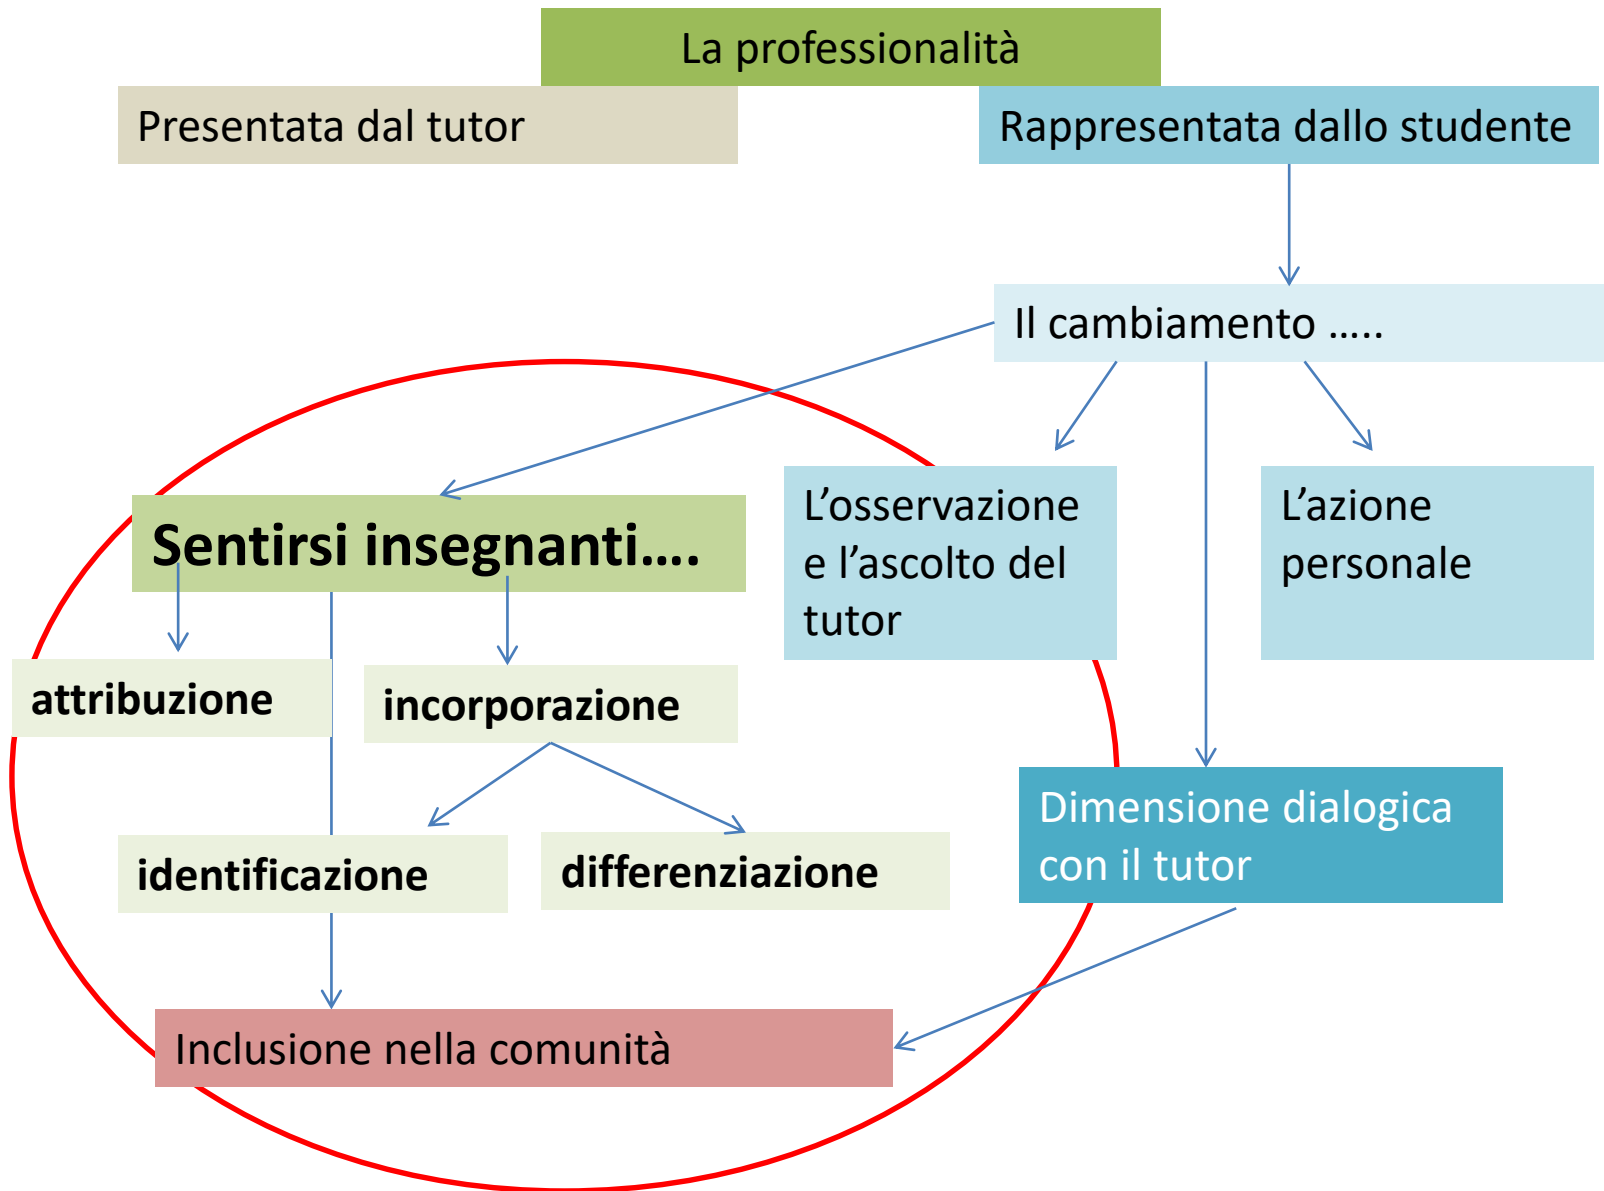 La professionalità
Presentata dal tutor
Rappresentata dallo studente
Il cambiamento …..
Sentirsi insegnanti….
L’osservazione
e l’ascolto del
tutor
L’azione
personale
attribuzione
incorporazione
identificazione
differenziazione
Dimensione dialogica
con il tutor
Inclusione nella comunità